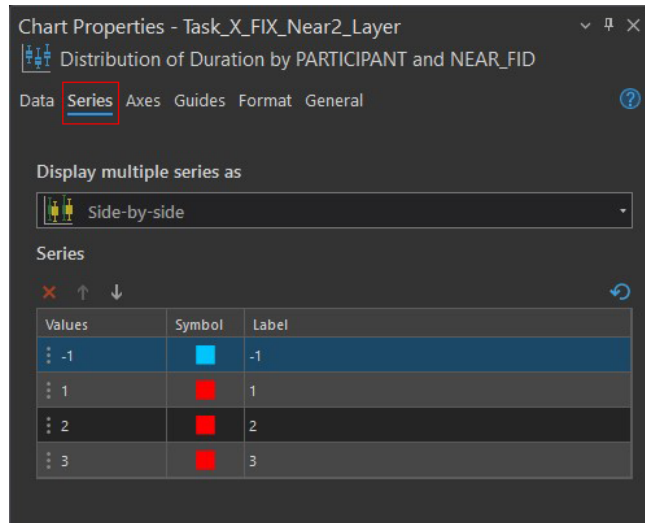 Chart Properties - Task_X_FIX_Near2_Layer
Distribution of Duration by PARTICIPANT and NEAR_FID
Data Series Axes Guides Format General ?
Display multiple series as
Side-by-side
Series
Values Symbol Label
-1 -1
1 1
2 2
3 3